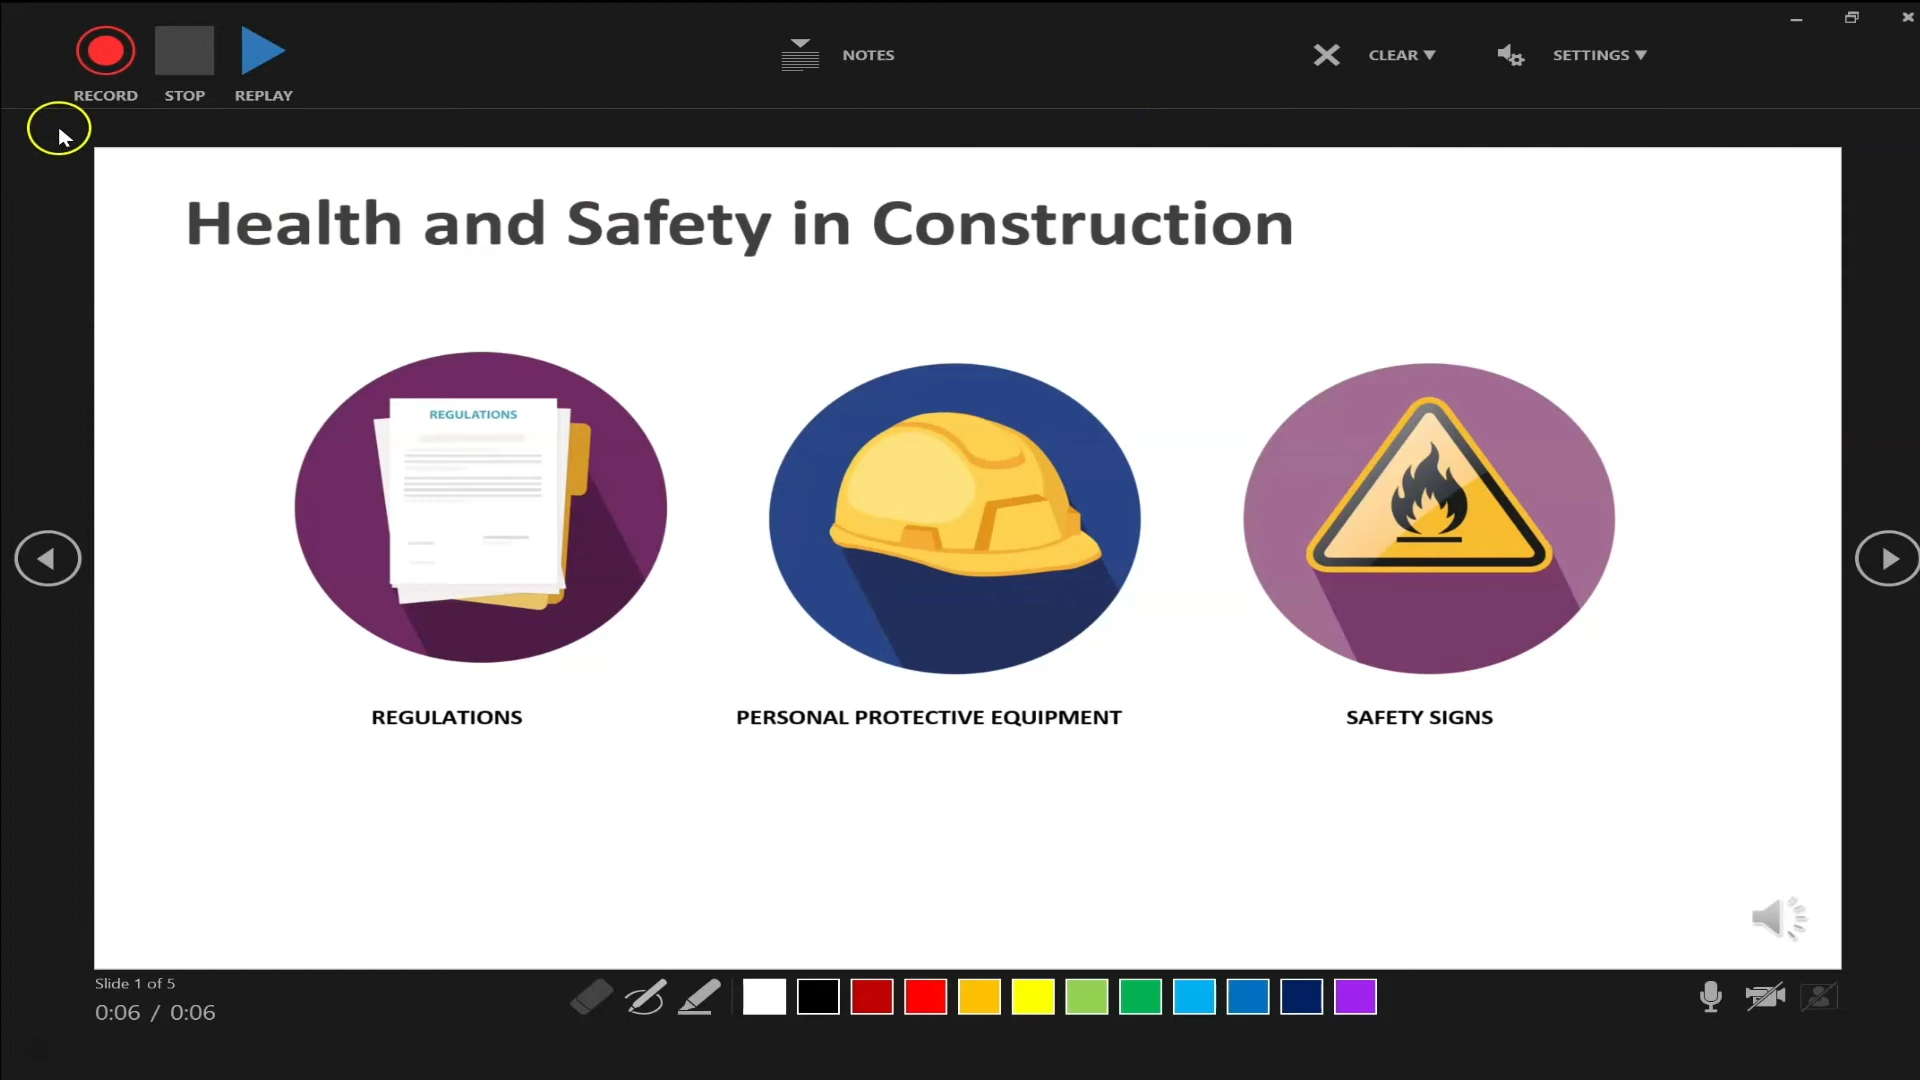 RECORD STOP REPLAY
NOTES
CLEAR
SETTINGS
Health and Safety in Construction
REGULATIONS
REGULATIONS
PERSONAL PROTECTIVE EQUIPMENT
SAFETY SIGNS
Slide 1 of 5
0:06 / 0:06